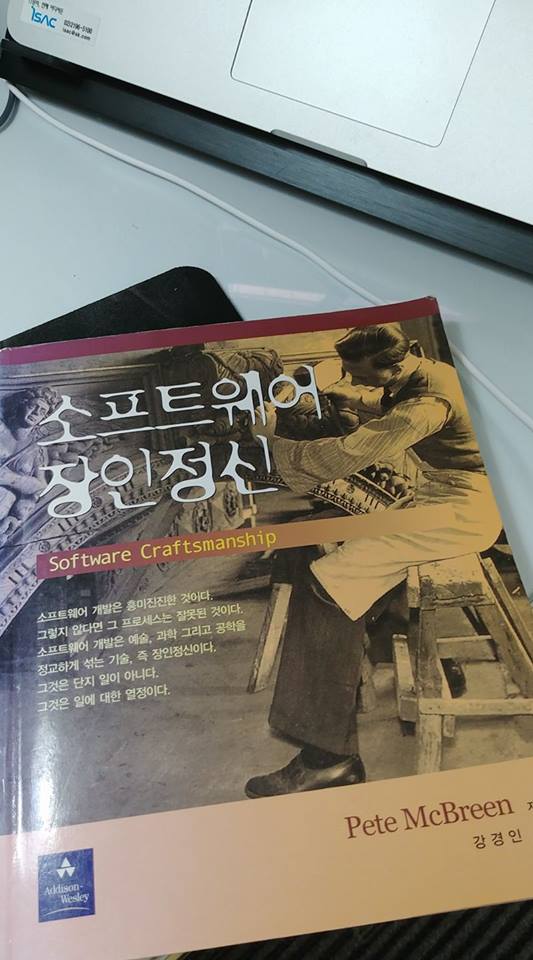 ISAC
02)2196-5100
소프트웨어
장인정신
Software Craftsmanship
소프트웨어 개발은 흥미진진한 것이다.
그렇지 않다면 그 프로세스는 잘못된 것이다.
소프트웨어 개발은 예술, 과학 그리고 공학을
정교하게 섞는 기술, 즉 장인정신이다.
그것은 단지 일이 아니다.
그것은 일에 대한 열정이다.
Pete McBreen
강경인
Addison-
Wesley